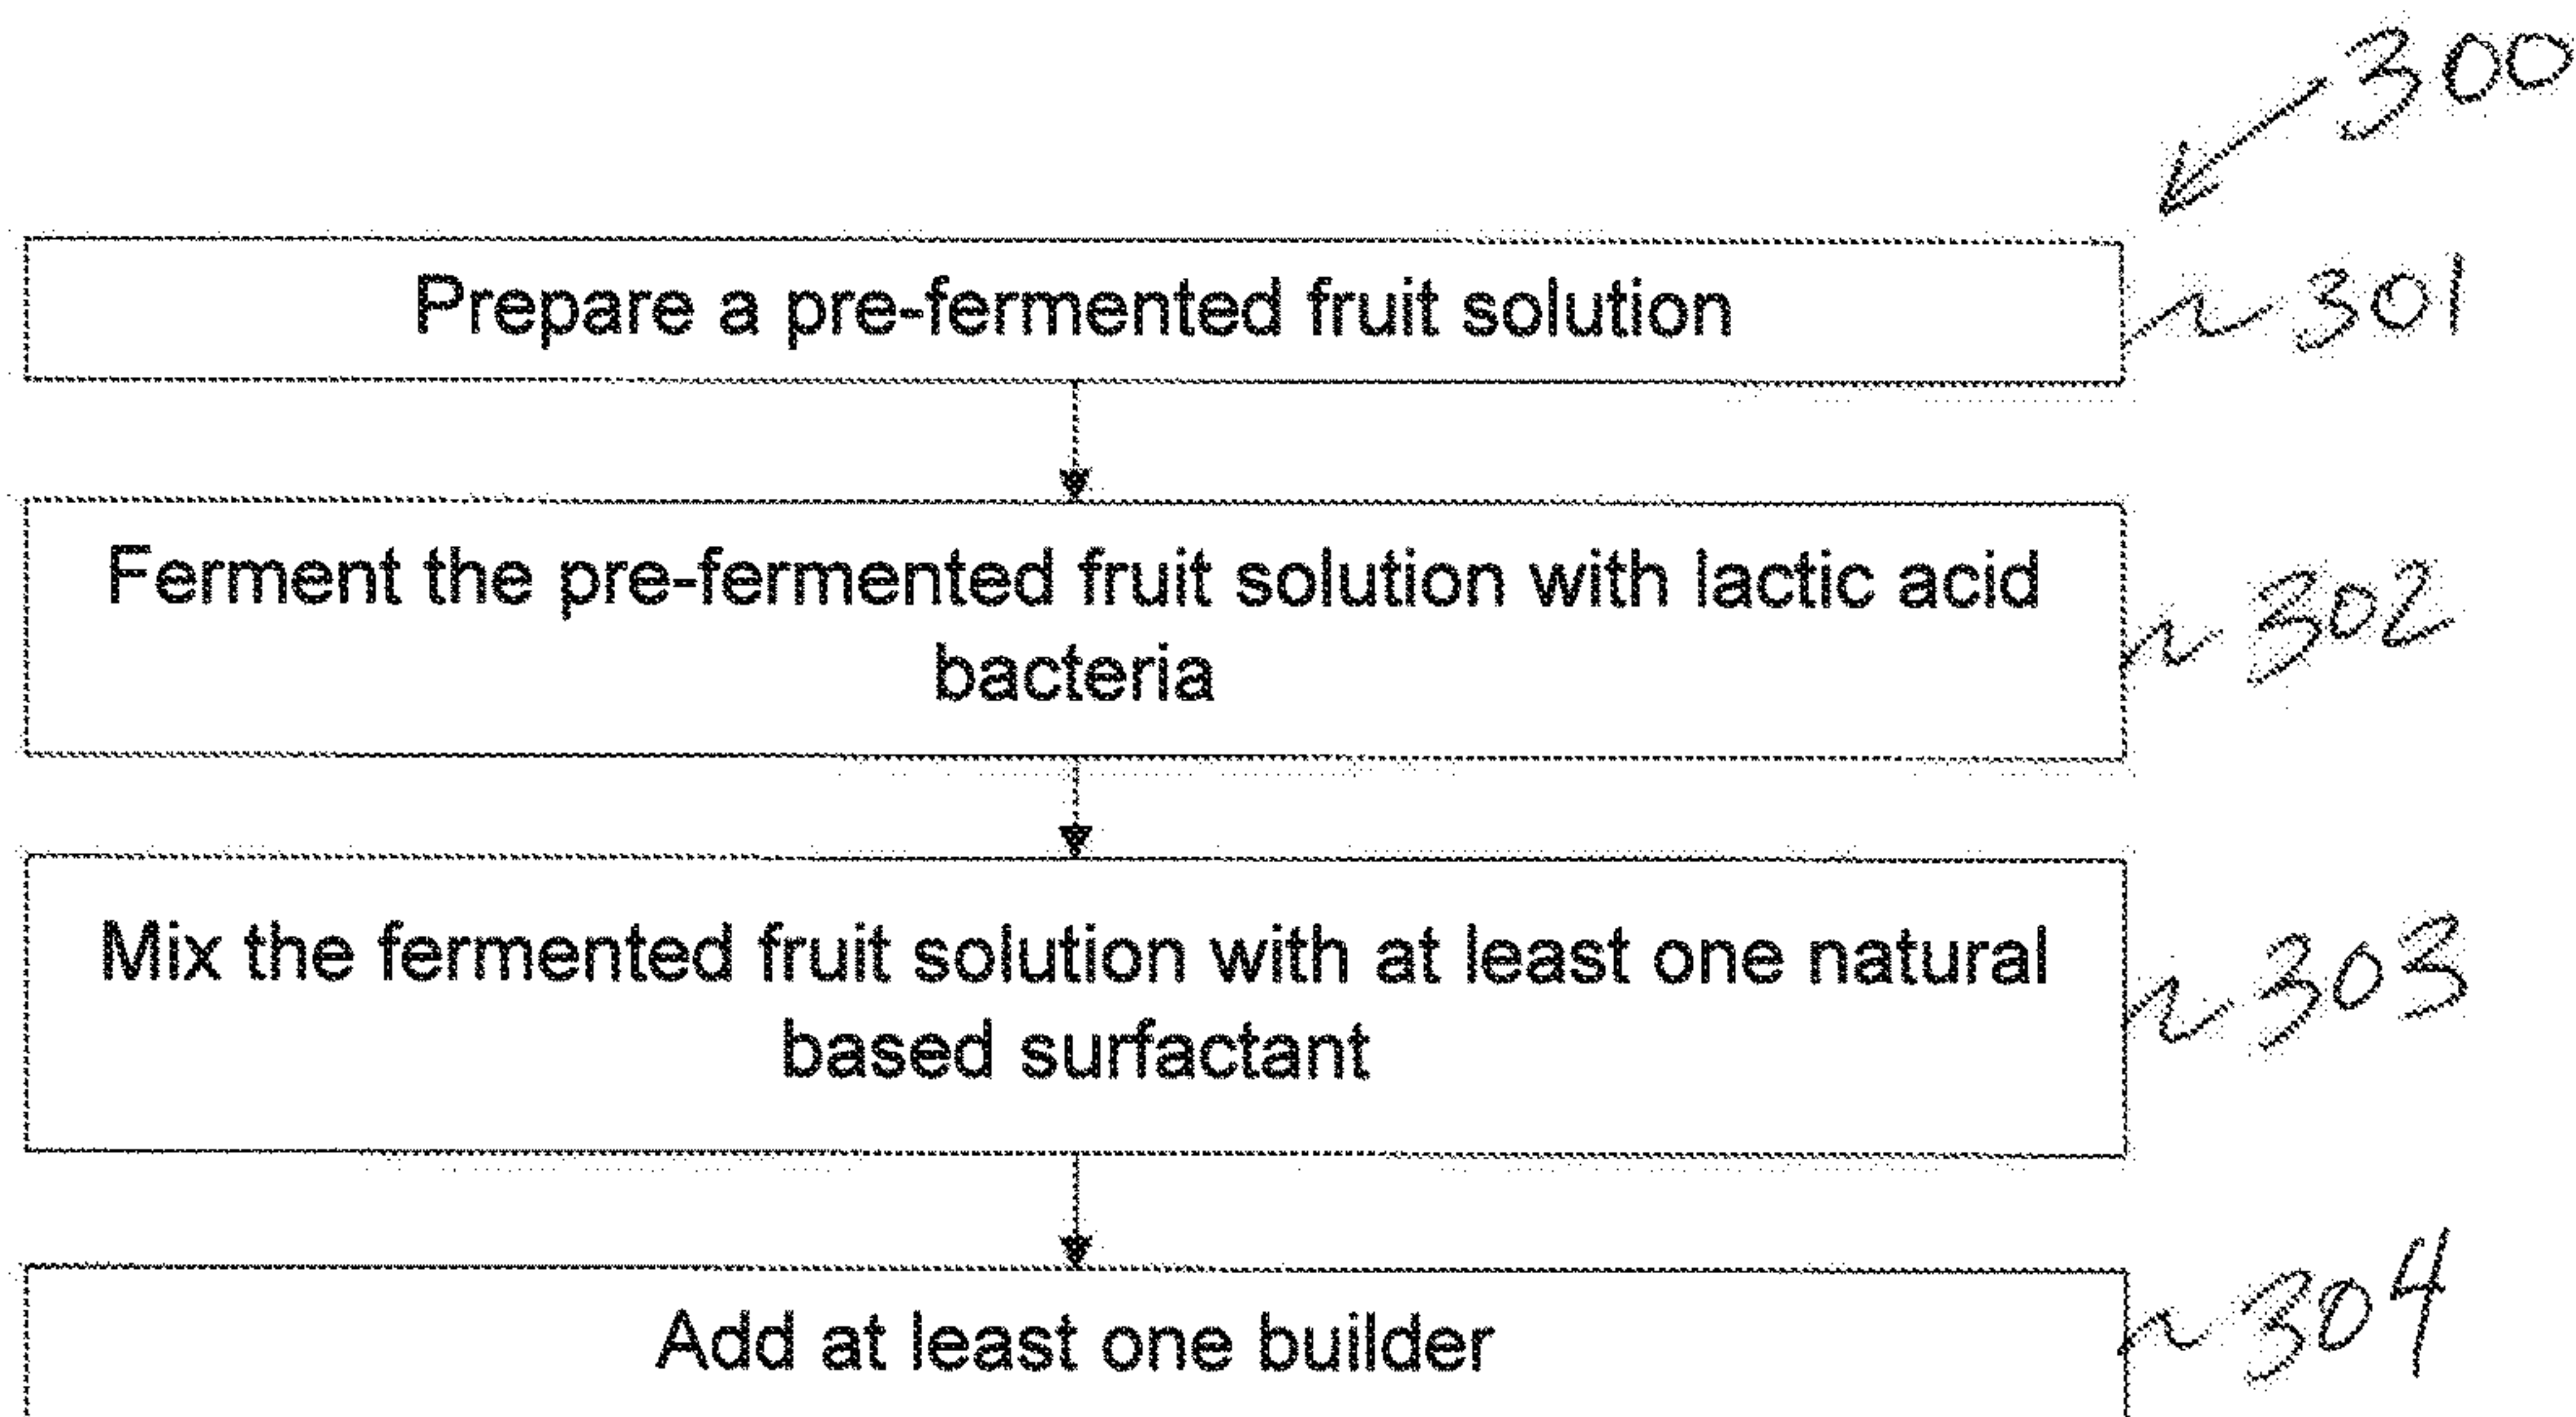 300
Prepare a pre-fermented fruit solution
301
Ferment the pre-fermented fruit solution with lactic acid
bacteria
302
Mix the fermented fruit solution with at least one natural
based surfactant
303
Add at least one builder
304